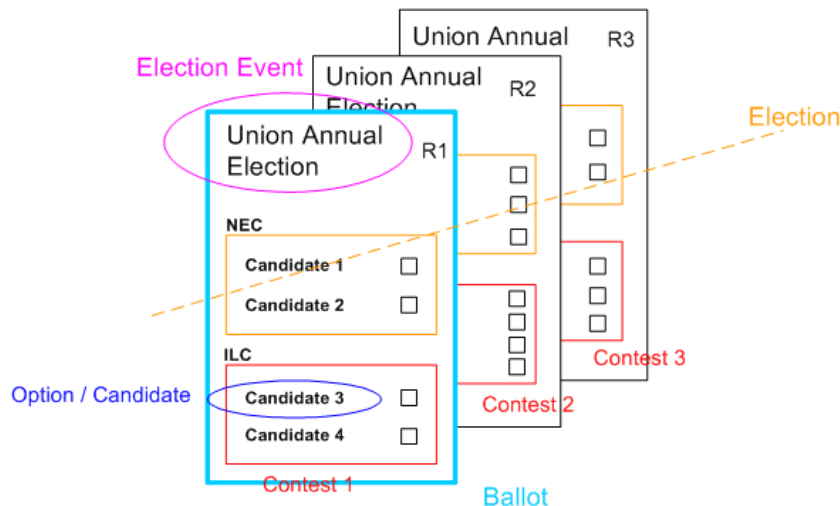 Union Annual
R3
Election Event
Union Annual
R2
Election
Election
Union Annual
Election
R1
NEC
Candidate 1
Candidate 2
ILC
Contest 3
Option / Candidate
Candidate 3
Contest 2
Candidate 4
Contest 1
Ballot